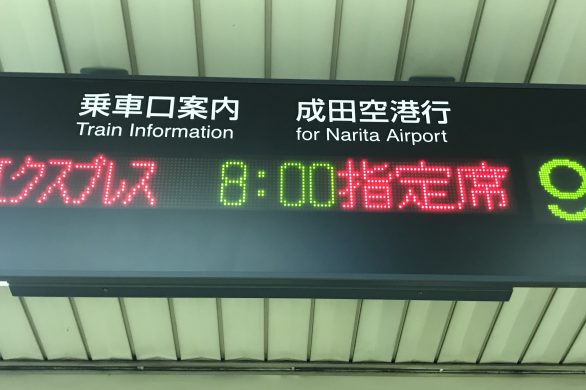 乗車口案内 成田空港行
Train Information for Narita Airport
エクスプレス 8:00 指定席 9